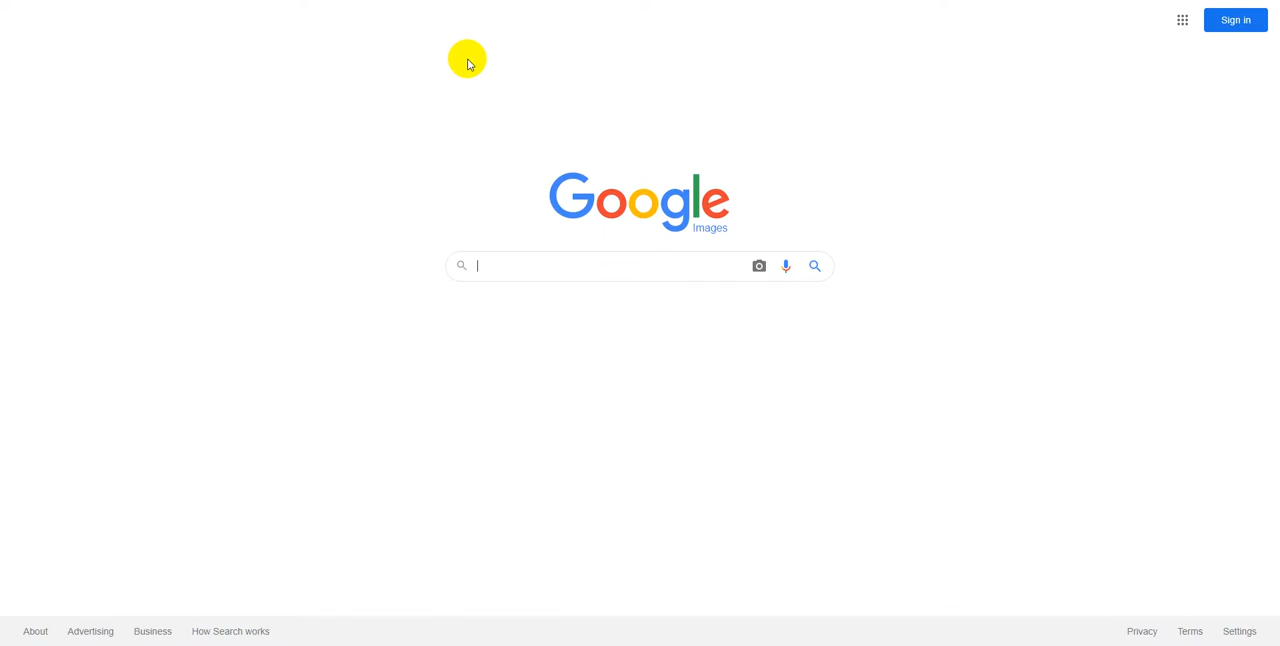 Sign in
Google
Images
About Advertising Business How Search works Privacy Terms Settings